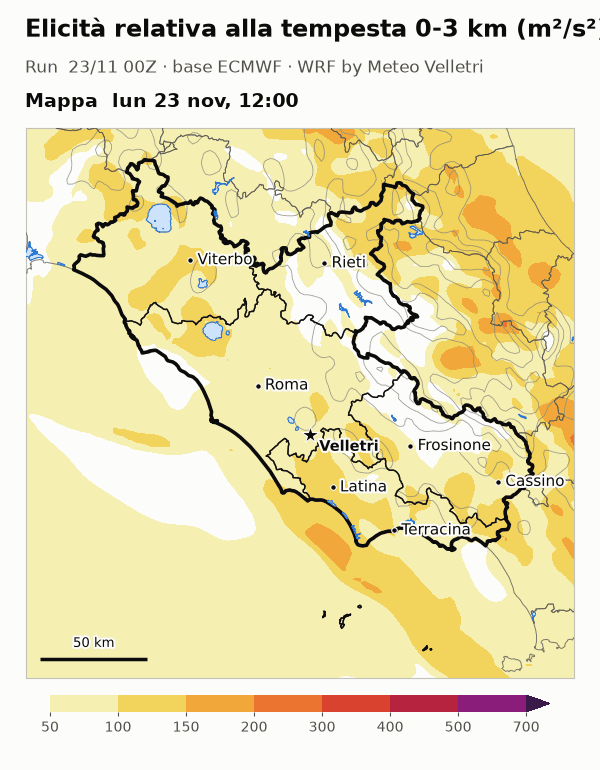 Elicità relativa alla tempesta 0-3 km (m²/s²)
Run  23/11 00Z · base ECMWF · WRF by Meteo Velletri
Mappa  lun 23 nov, 12:00
Viterbo
Rieti
Roma
Velletri
Frosinone
Latina
Cassino
Terracina
50 km
50 100 150 200 300 400 500 700